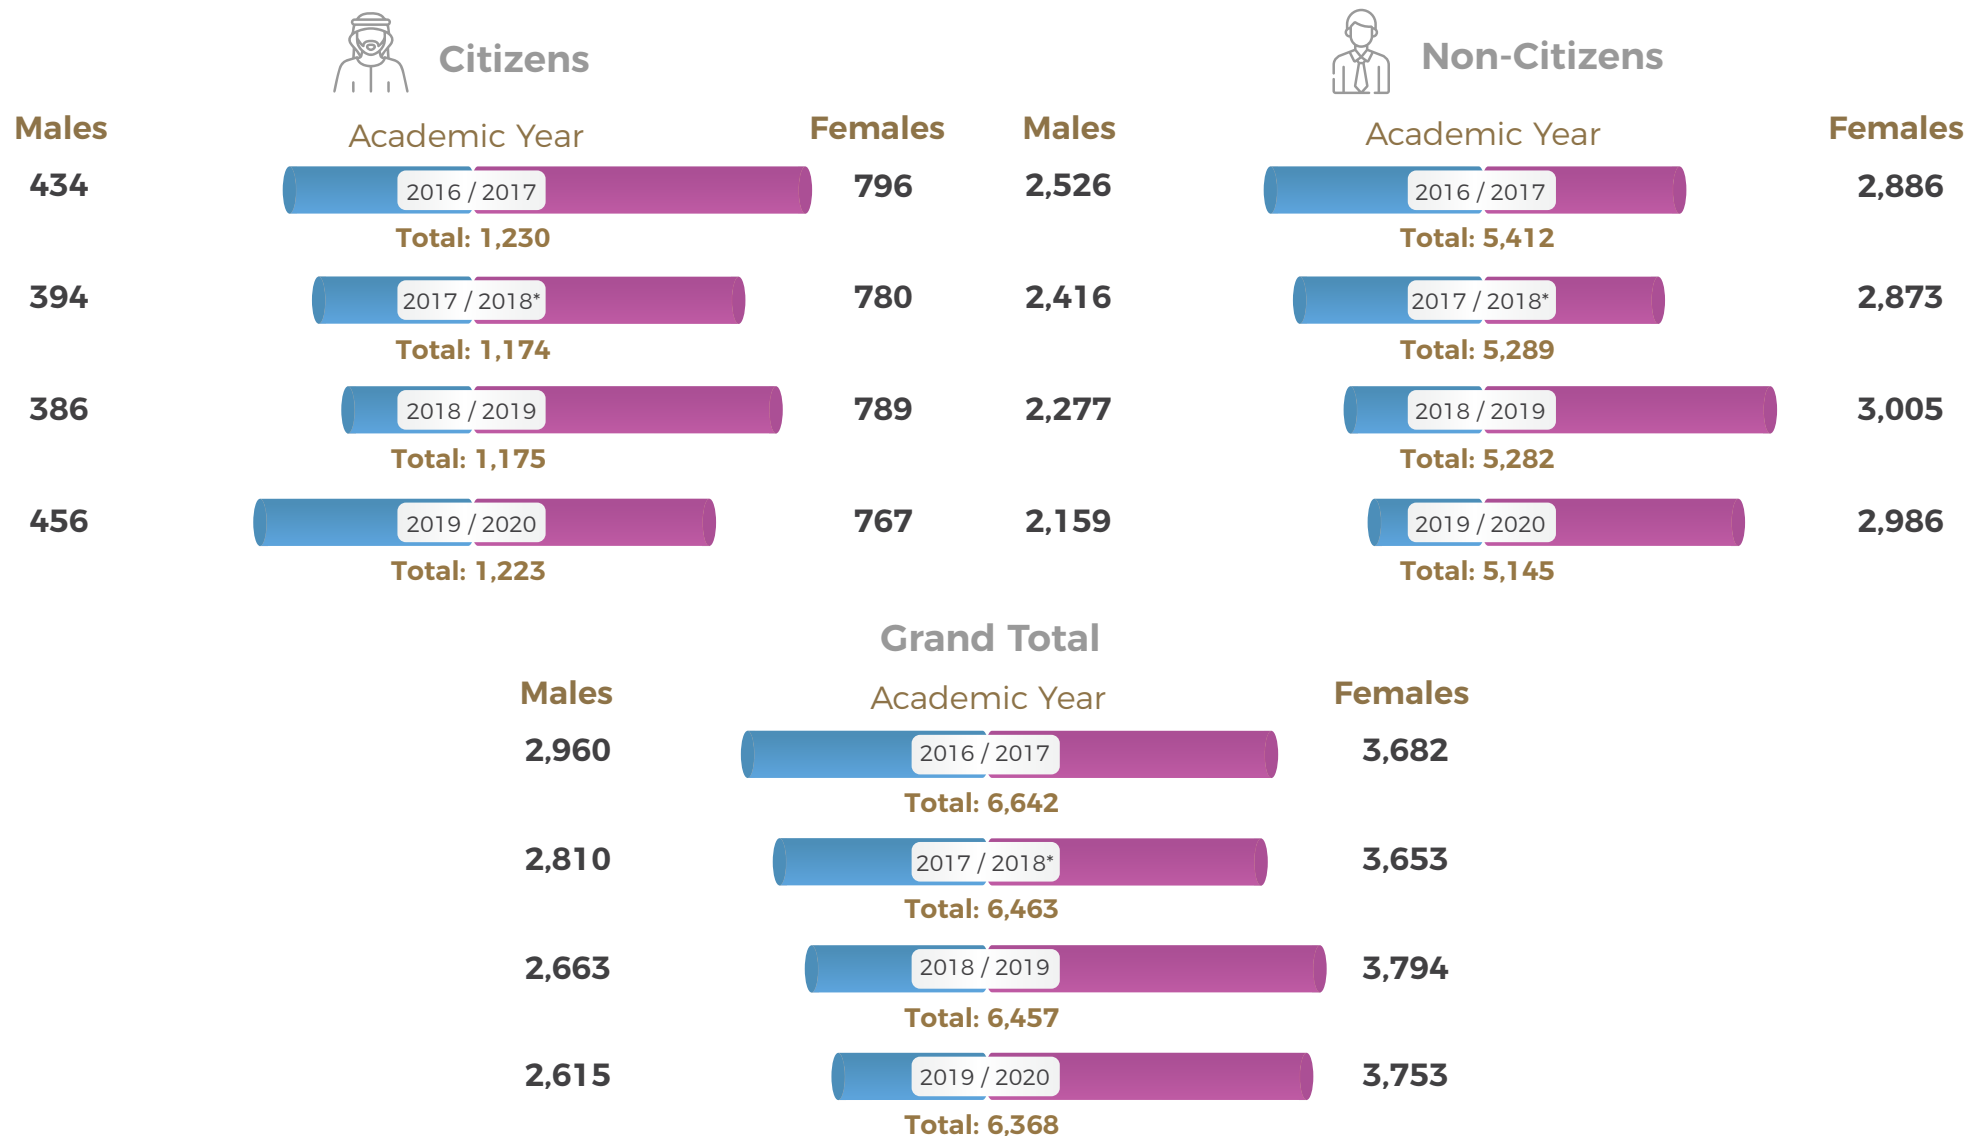 Citizens
Males Academic Year Females
434 2016 / 2017 796
Total: 1,230
394 2017 / 2018* 780
Total: 1,174
386 2018 / 2019 789
Total: 1,175
456 2019 / 2020 767
Total: 1,223
Non-Citizens
Males Academic Year Females
2,526 2016 / 2017 2,886
Total: 5,412
2,416 2017 / 2018* 2,873
Total: 5,289
2,277 2018 / 2019 3,005
Total: 5,282
2,159 2019 / 2020 2,986
Total: 5,145
Grand Total
Males Academic Year Females
2,960 2016 / 2017 3,682
Total: 6,642
2,810 2017 / 2018* 3,653
Total: 6,463
2,663 2018 / 2019 3,794
Total: 6,457
2,615 2019 / 2020 3,753
Total: 6,368